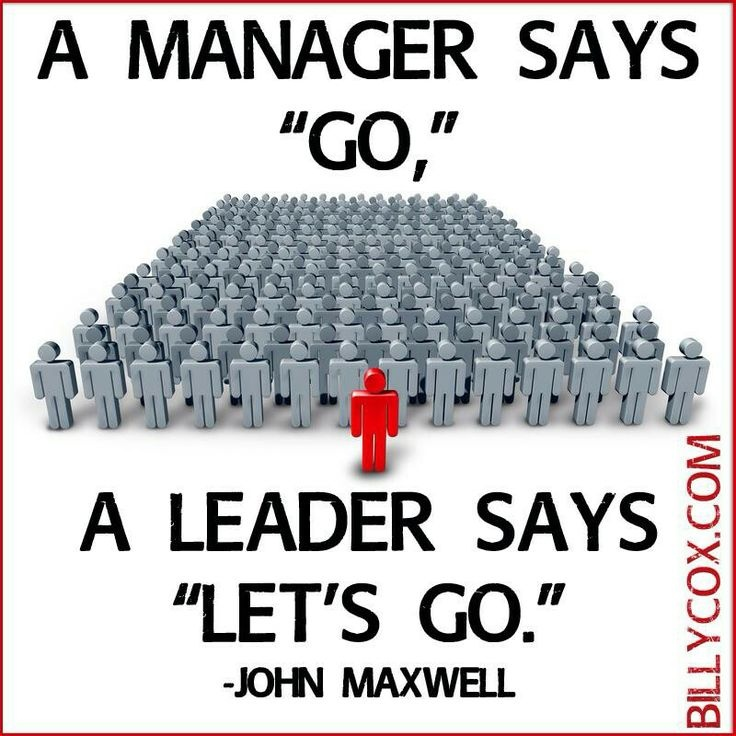 A MANAGER SAYS
“GO,”
A LEADER SAYS
“LET’S GO.”
-JOHN MAXWELL
BILLYCOX.COM